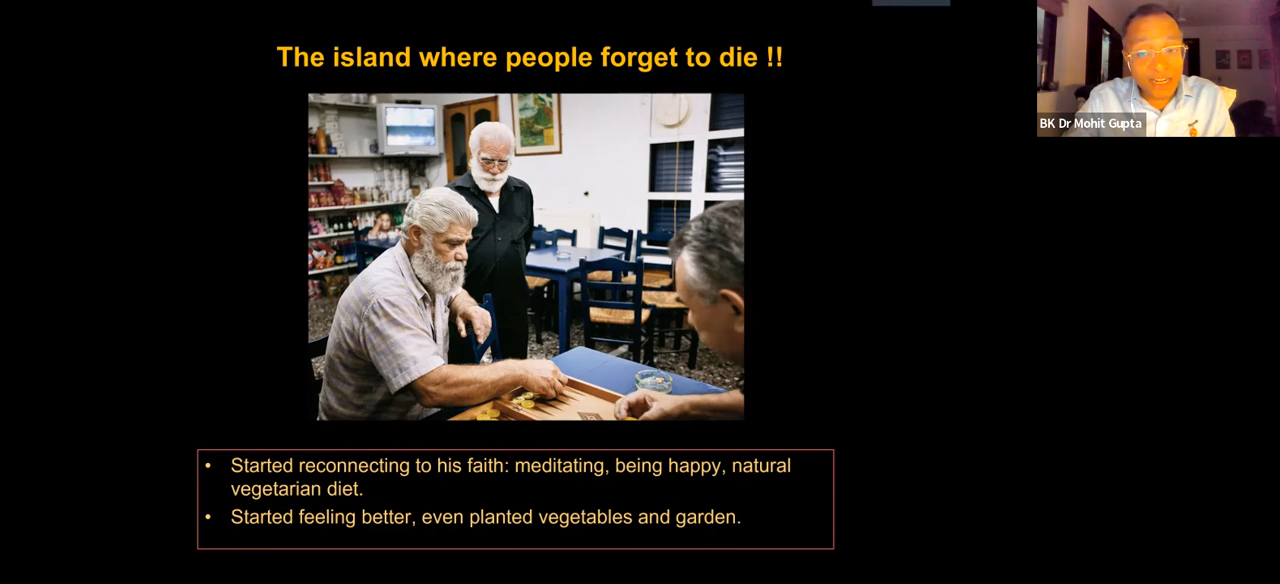 The island where people forget to die !!
BK Dr Mohit Gupta
• Started reconnecting to his faith: meditating, being happy, natural
vegetarian diet.
• Started feeling better, even planted vegetables and garden.